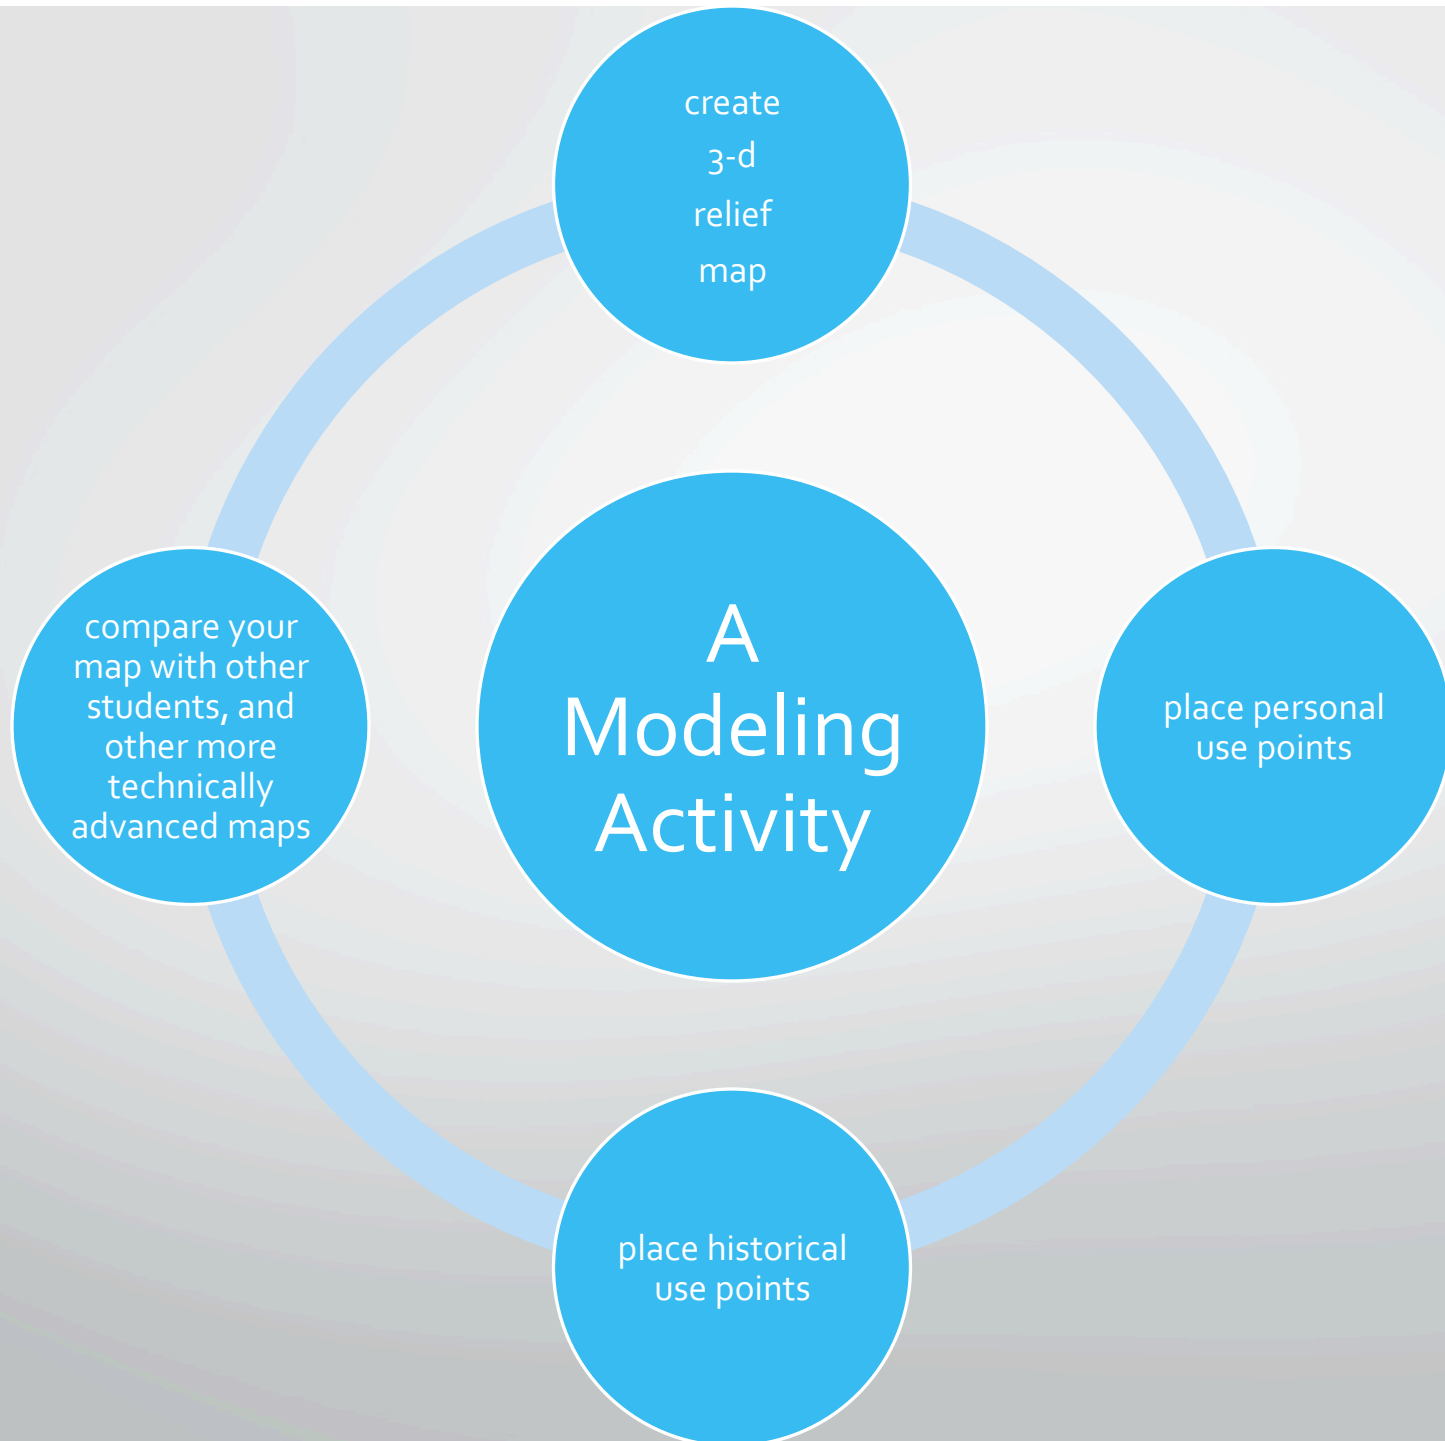 create
3-d
relief
map
A
Modeling
Activity
place personal
use points
place historical
use points
compare your
map with other
students, and
other more
technically
advanced maps